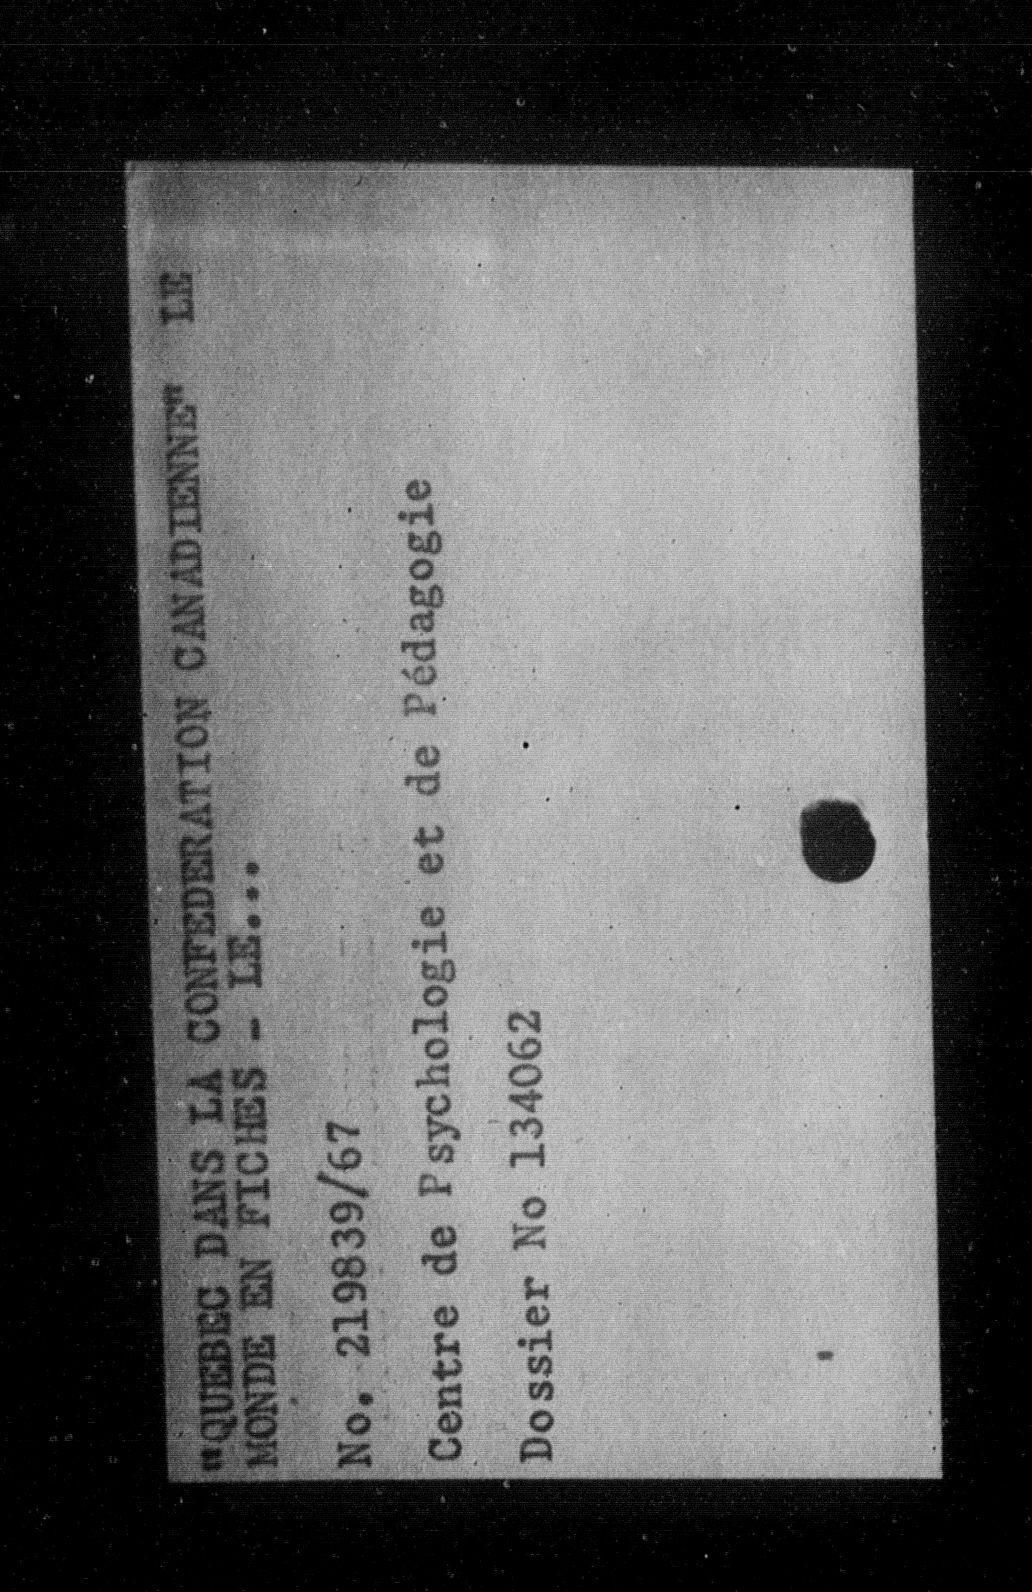 "QUEBEC DANS LA CONFEDERATION CANADIENNE" LE
MONDE EN FICHES - LE...
No. 219839/67
Centre de Psychologie et de Pédagogie
Dossier No 134062